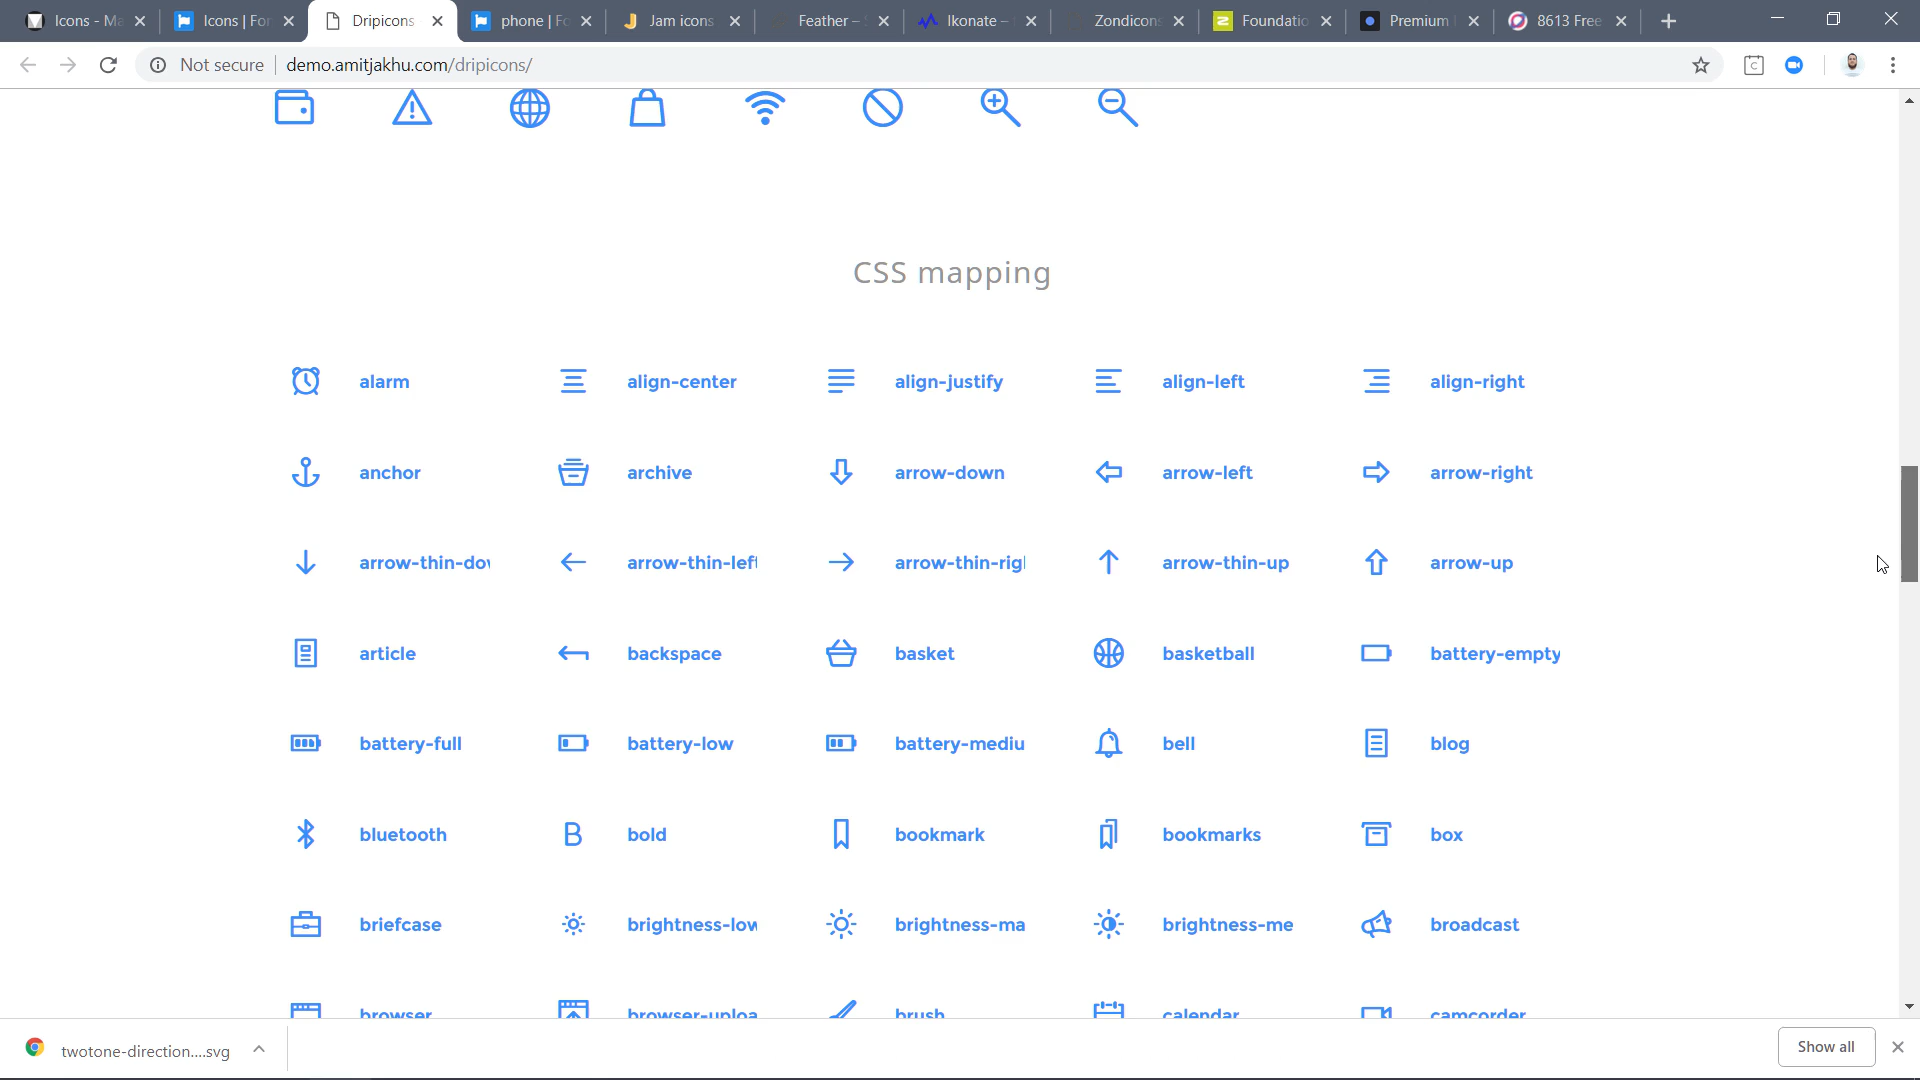 Icons - Ma
Icons | For
Dripicons
phone | Fo
Jam icons
Feather –
Ikonate –
Zondicons
Foundatio
Premium
8613 Free
Not secure
demo.amitjakhu.com/dripicons/
CSS mapping
alarm
align-center
align-justify
align-left
align-right
anchor
archive
arrow-down
arrow-left
arrow-right
arrow-thin-dov
arrow-thin-left
arrow-thin-rig
arrow-thin-up
arrow-up
article
backspace
basket
basketball
battery-empty
battery-full
battery-low
battery-mediu
bell
blog
bluetooth
bold
bookmark
bookmarks
box
briefcase
brightness-low
brightness-ma
brightness-me
broadcast
browser
browser-uploa
brush
calendar
camcorder
twotone-direction....svg
Show all